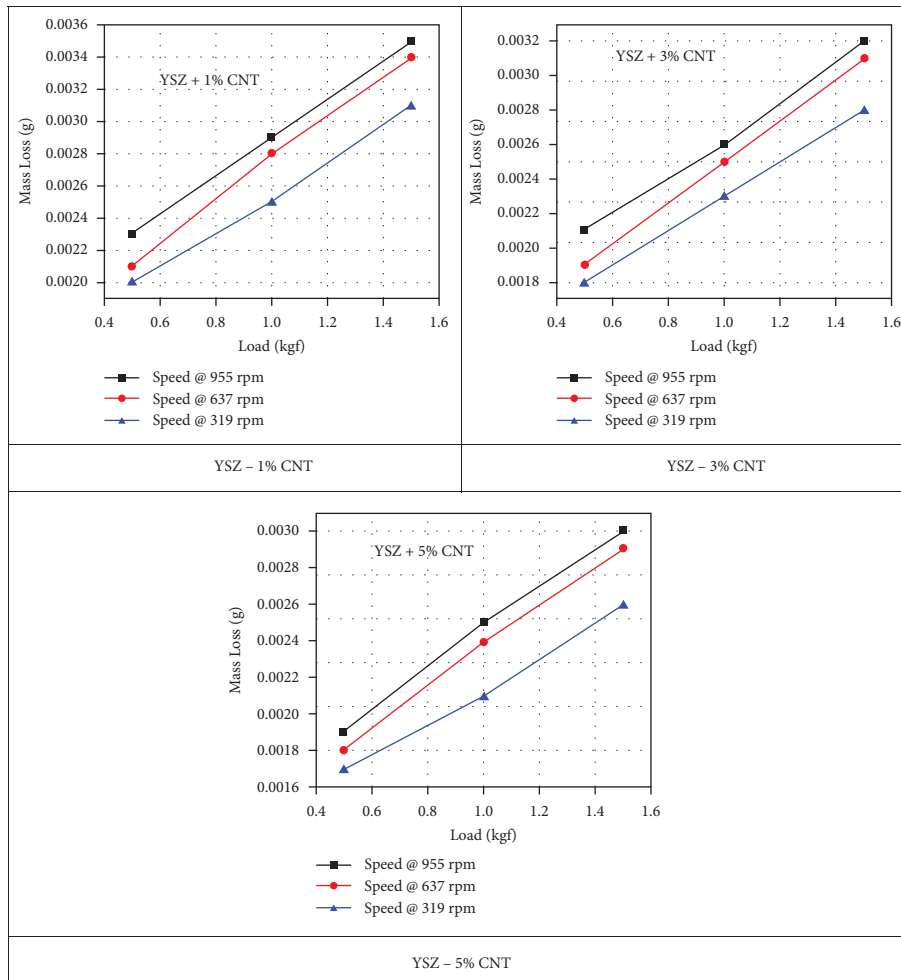 0.0036
0.0034
0.0032
0.0030
0.0028
0.0026
0.0024
0.0022
0.0020
Mass Loss (g)
YSZ + 1% CNT
0.4 0.6 0.8 1.0 1.2 1.4 1.6
Load (kgf)
Speed @ 955 rpm
Speed @ 637 rpm
Speed @ 319 rpm
YSZ – 1% CNT
0.0032
0.0030
0.0028
0.0026
0.0024
0.0022
0.0020
0.0018
Mass Loss (g)
YSZ + 3% CNT
0.4 0.6 0.8 1.0 1.2 1.4 1.6
Load (kgf)
Speed @ 955 rpm
Speed @ 637 rpm
Speed @ 319 rpm
YSZ – 3% CNT
0.0030
0.0028
0.0026
0.0024
0.0022
0.0020
0.0018
0.0016
Mass Loss (g)
YSZ + 5% CNT
0.4 0.6 0.8 1.0 1.2 1.4 1.6
Load (kgf)
Speed @ 955 rpm
Speed @ 637 rpm
Speed @ 319 rpm
YSZ – 5% CNT